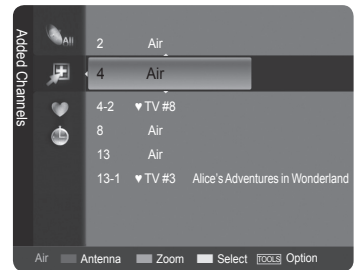 Added Channels
All
2 Air
4 Air
4-2 ♥ TV #8
8 Air
13 Air
13-1 ♥ TV #3 Alice's Adventures in Wonderland
Air Antenna Zoom Select TOOLS Option